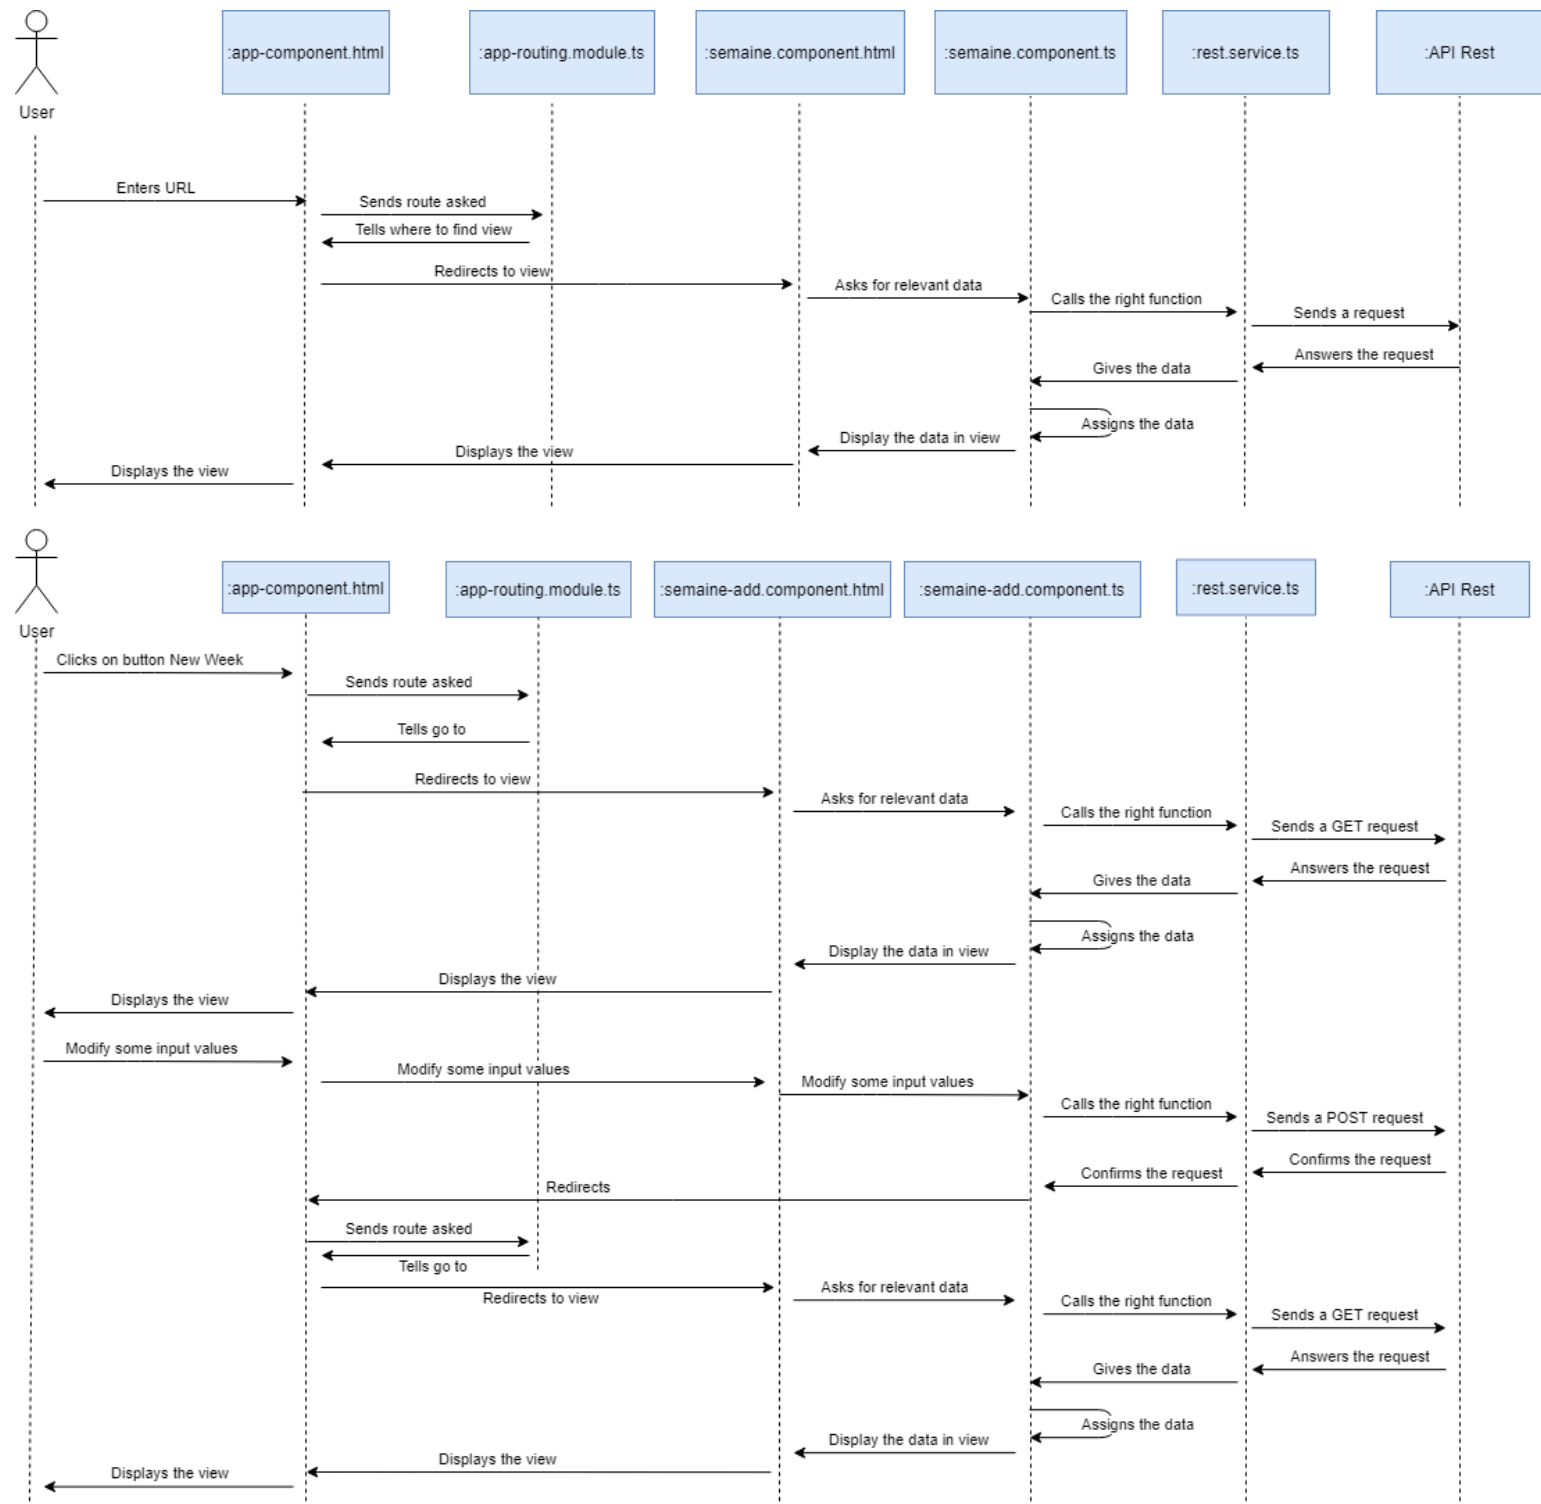 :app-component.html
:app-routing.module.ts
:semaine.component.html
:semaine.component.ts
:rest.service.ts
:API Rest
User
Enters URL
Sends route asked
Tells where to find view
Redirects to view
Asks for relevant data
Calls the right function
Sends a request
Answers the request
Gives the data
Assigns the data
Display the data in view
Displays the view
Displays the view
:app-component.html
:app-routing.module.ts
:semaine-add.component.html
:semaine-add.component.ts
:rest.service.ts
:API Rest
User
Clicks on button New Week
Sends route asked
Tells go to
Redirects to view
Asks for relevant data
Calls the right function
Sends a GET request
Answers the request
Gives the data
Assigns the data
Display the data in view
Displays the view
Displays the view
Modify some input values
Modify some input values
Modify some input values
Calls the right function
Sends a POST request
Confirms the request
Confirms the request
Redirects
Sends route asked
Tells go to
Redirects to view
Asks for relevant data
Calls the right function
Sends a GET request
Answers the request
Gives the data
Assigns the data
Display the data in view
Displays the view
Displays the view